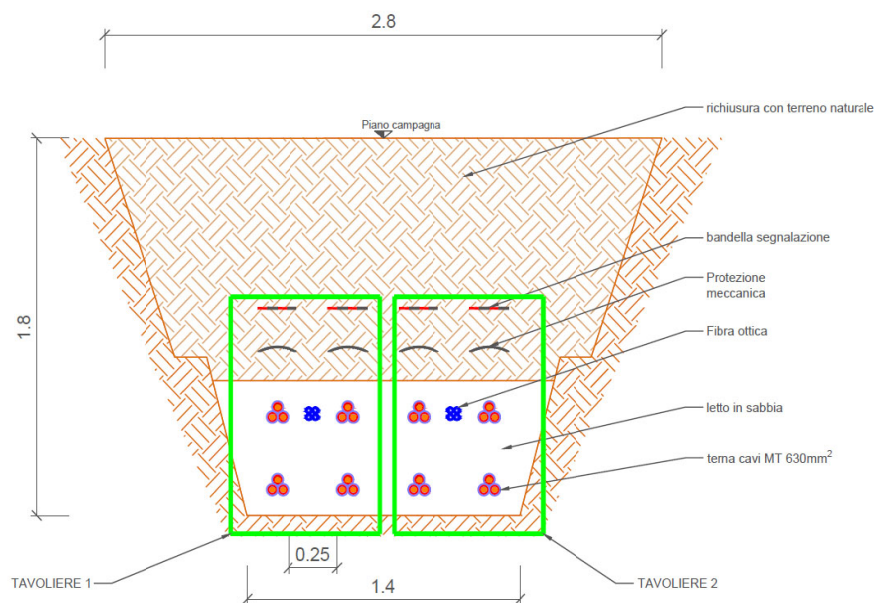 2.8
Piano campagna
richiusura con terreno naturale
bandella segnalazione
Protezione
meccanica
1.8
Fibra ottica
letto in sabbia
terna cavi MT 630mm²
0.25
TAVOLIERE 1
1.4
TAVOLIERE 2